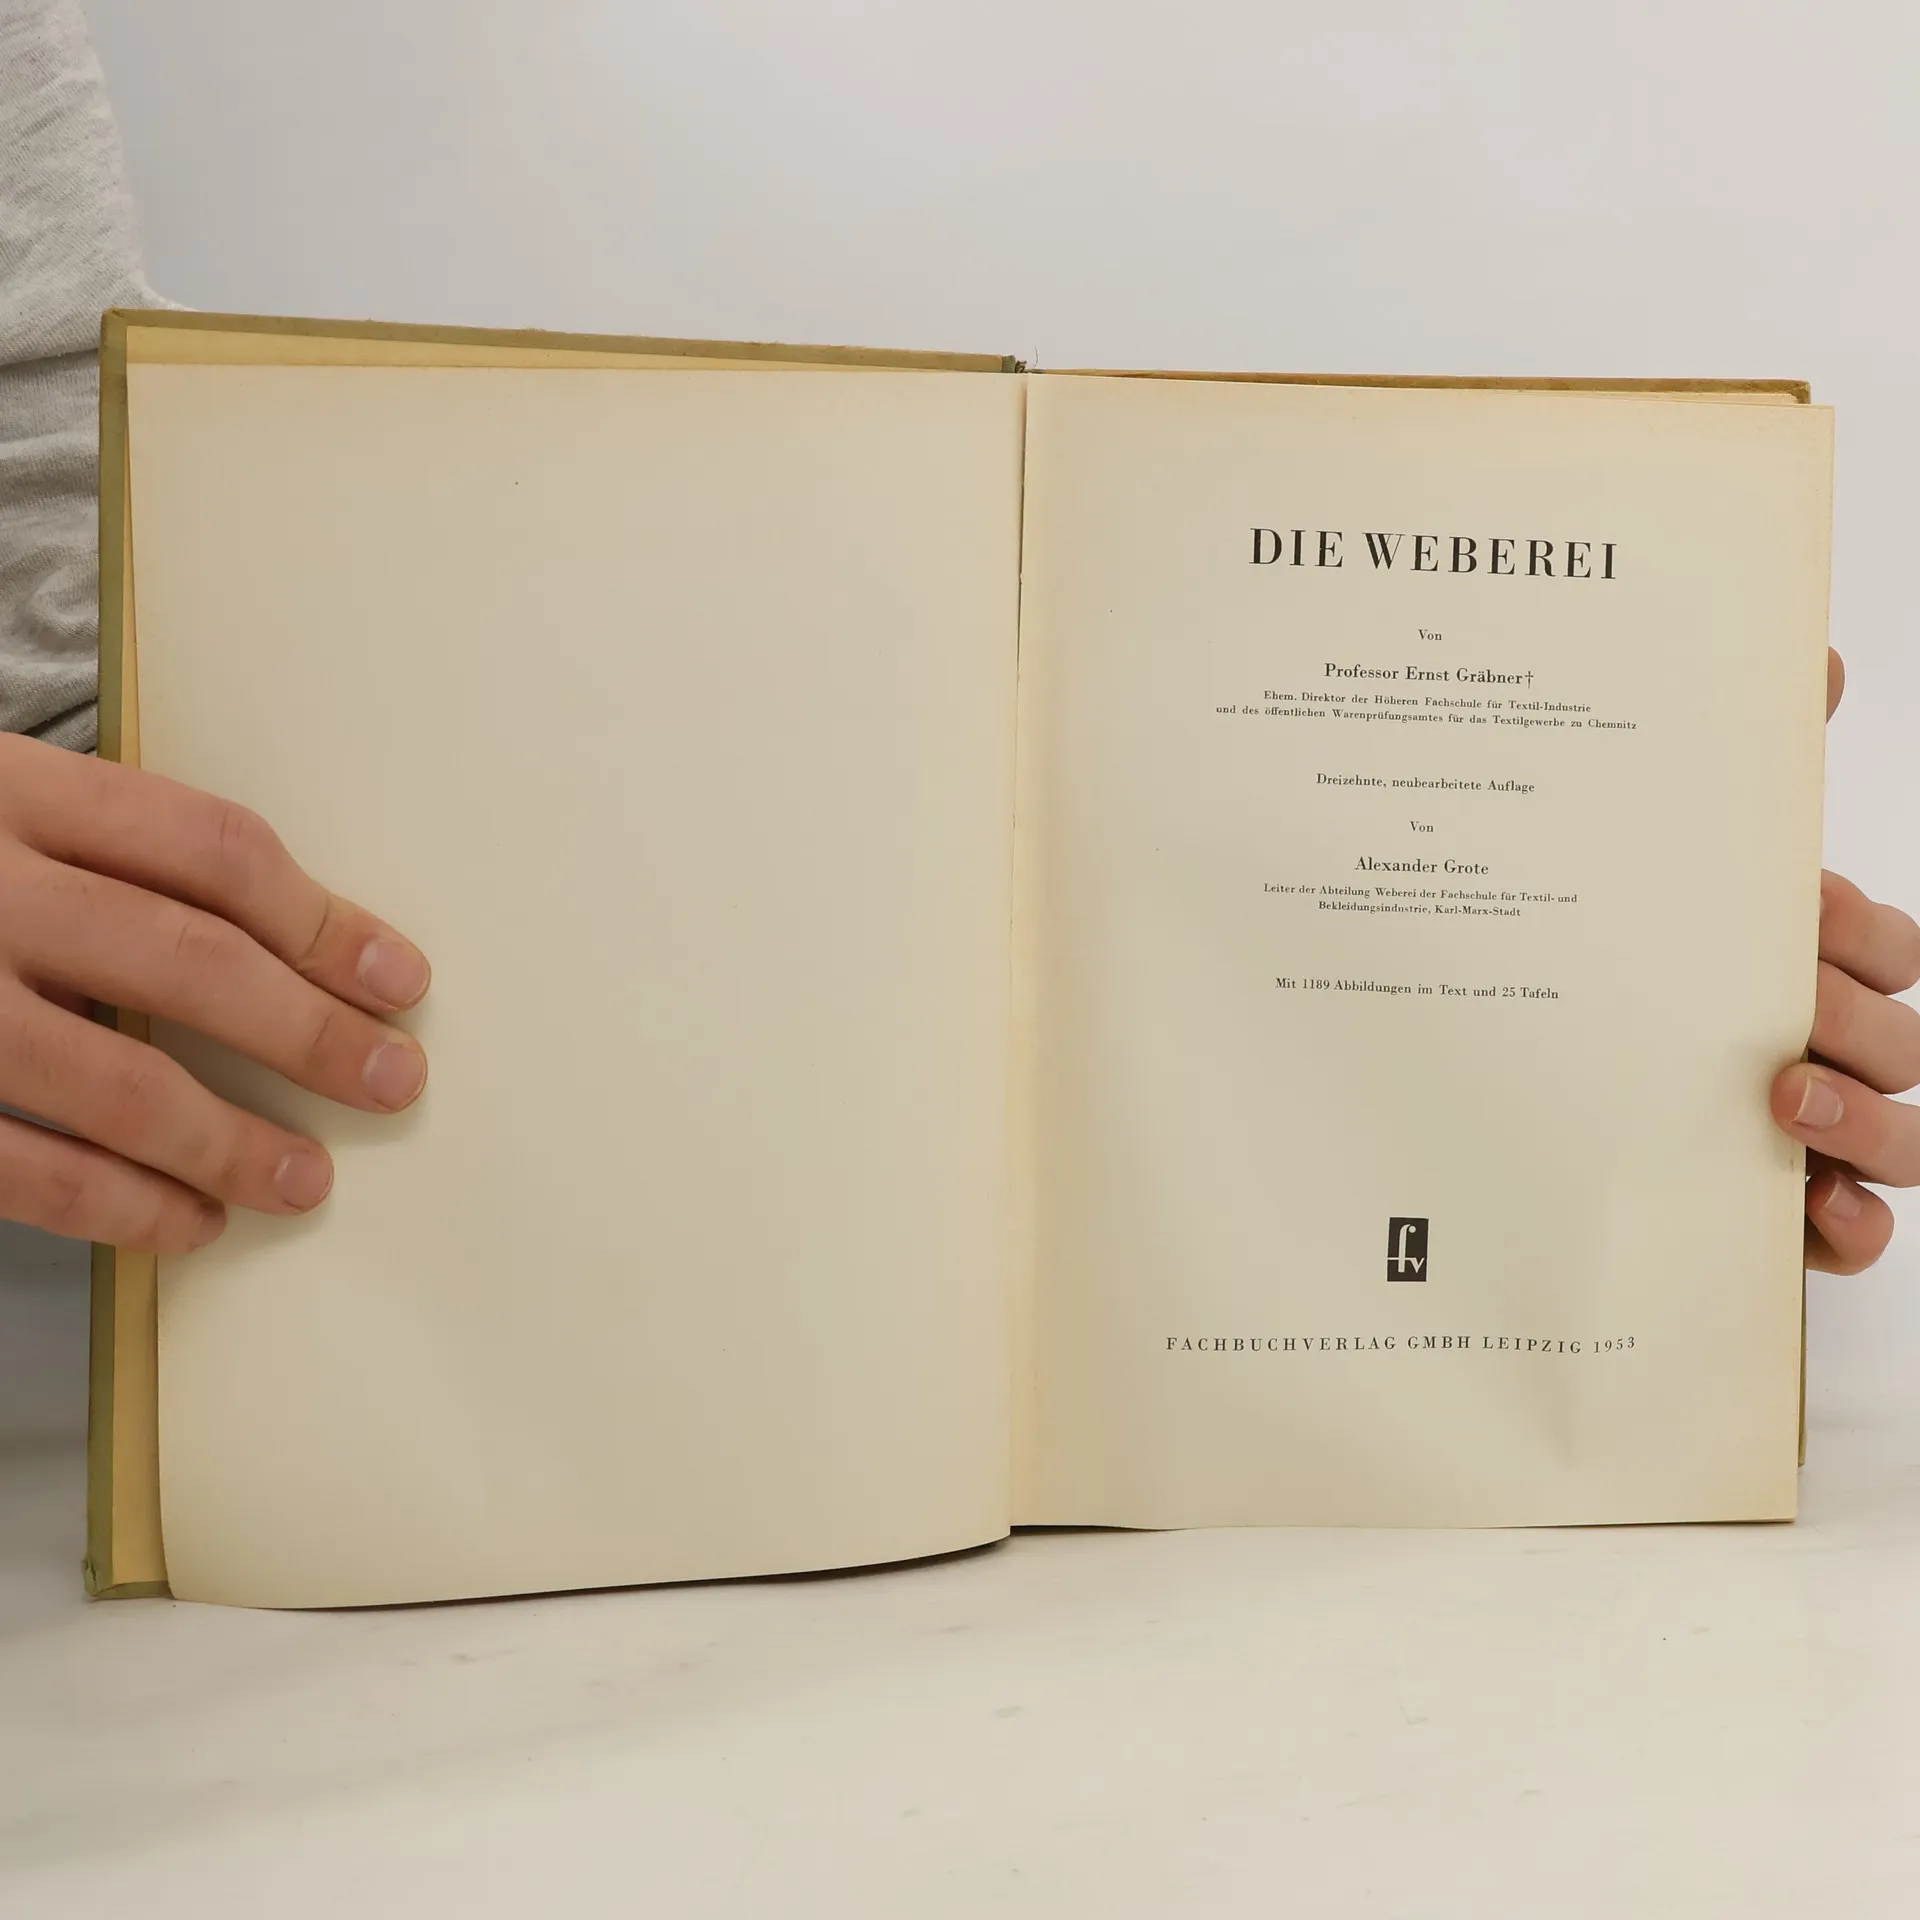 DIE WEBEREI
Von
Professor Ernst Gräbner†
Ehem. Direktor der Höheren Fachschule für Textil-Industrie
und des öffentlichen Warenprüfungsamtes für das Textilgewerbe zu Chemnitz
Dreizehnte, neubearbeitete Auflage
Von
Alexander Grote
Leiter der Abteilung Weberei der Fachschule für Textil- und
Bekleidungsindustrie, Karl-Marx-Stadt
Mit 1189 Abbildungen im Text und 25 Tafeln
fv
FACHBUCHVERLAG GMBH LEIPZIG 1953